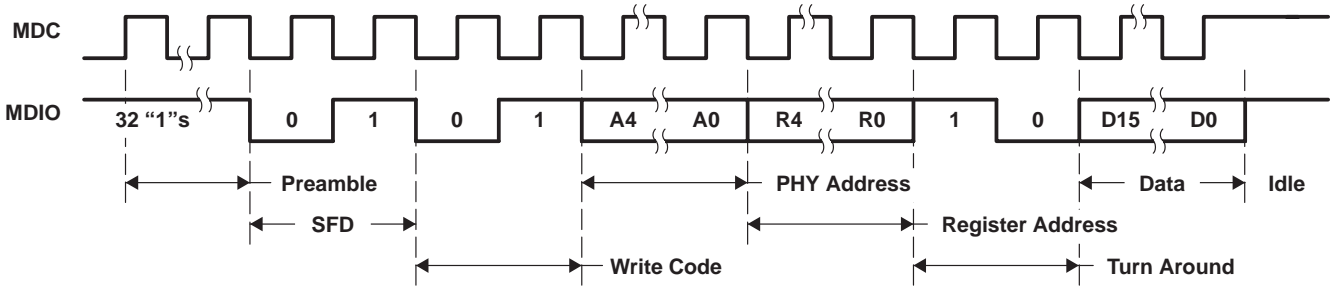 MDC
MDIO
32 “1”s 0 1 0 1 A4 A0 R4 R0 1 0 D15 D0
Preamble PHY Address Data Idle
SFD Register Address
Write Code Turn Around